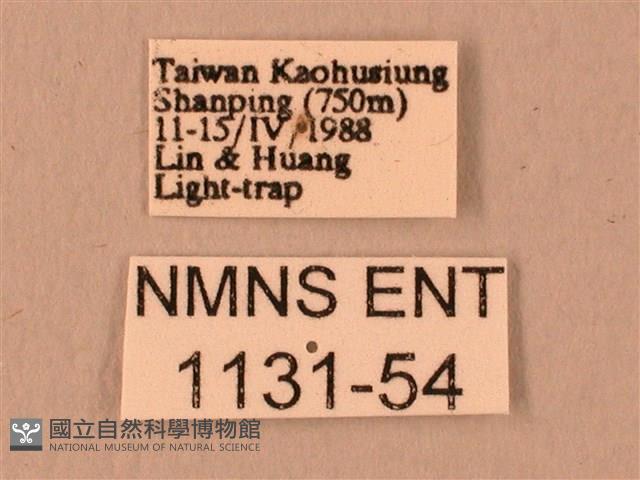 Taiwan Kaohusiung
Shanping (750m)
11-15/IV/1988
Lin & Huang
Light-trap
NMNS ENT
1131-54
國立自然科學博物館
NATIONAL MUSEUM OF NATURAL SCIENCE